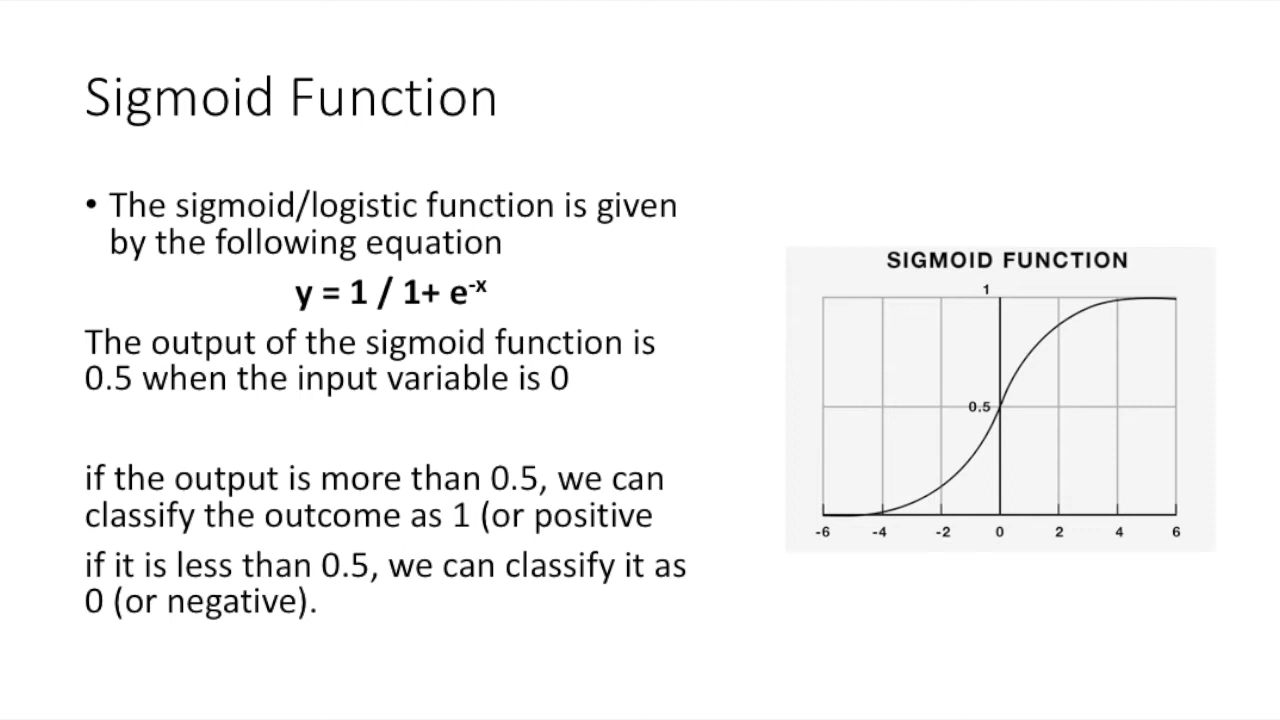 Sigmoid Function
• The sigmoid/logistic function is given
by the following equation
y = 1 / 1+ e⁻ˣ
The output of the sigmoid function is
0.5 when the input variable is 0
if the output is more than 0.5, we can
classify the outcome as 1 (or positive
if it is less than 0.5, we can classify it as
0 (or negative).
SIGMOID FUNCTION
1
0.5
-6 -4 -2 0 2 4 6